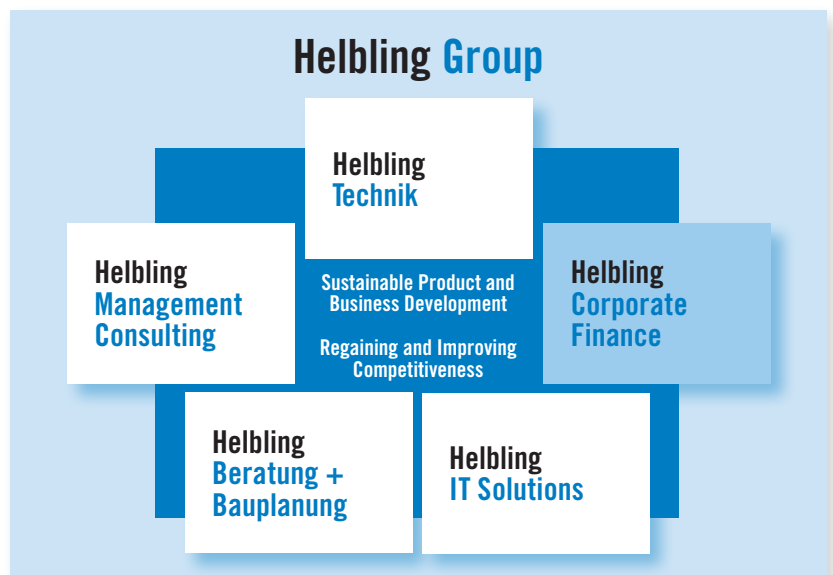 Helbling Group
Helbling
Technik
Helbling
Management
Consulting
Sustainable Product and
Business Development
Regaining and Improving
Competitiveness
Helbling
Corporate
Finance
Helbling
Beratung +
Bauplanung
Helbling
IT Solutions